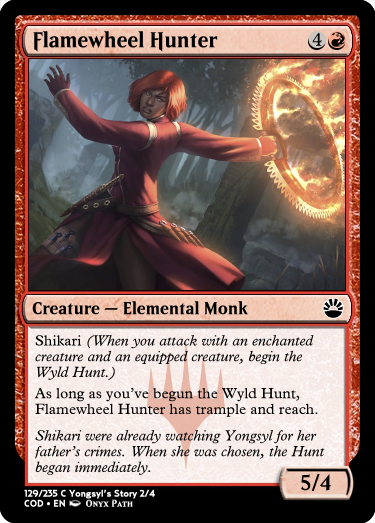 Flamewheel Hunter 4
Creature — Elemental Monk
Shikari (When you attack with an enchanted
creature and an equipped creature, begin the
Wyld Hunt.)
As long as you've begun the Wyld Hunt,
Flamewheel Hunter has trample and reach.
Shikari were already watching Yongsyl for her
father's crimes. When she was chosen, the Hunt
began immediately.
5/4
129/235 C Yongsyl's Story 2/4
COD • EN Onyx Path